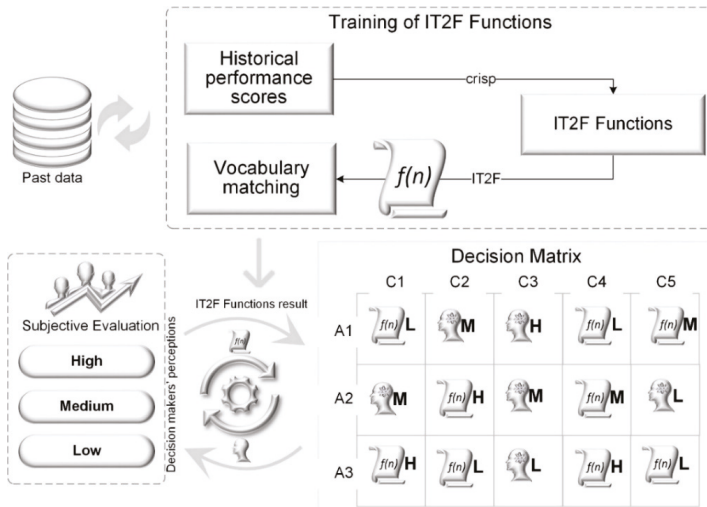 Training of IT2F Functions
Historical
performance
scores
crisp
IT2F Functions
Past data
Vocabulary
matching
f(n)
IT2F
Subjective Evaluation
High
Medium
Low
Decision makers' perceptions
IT2F Functions result
f(n)
Decision Matrix
C1 C2 C3 C4 C5
A1 f(n) L M H f(n) L f(n) M
A2 M f(n) H M f(n) M L
A3 f(n) H f(n) L L f(n) H f(n) L